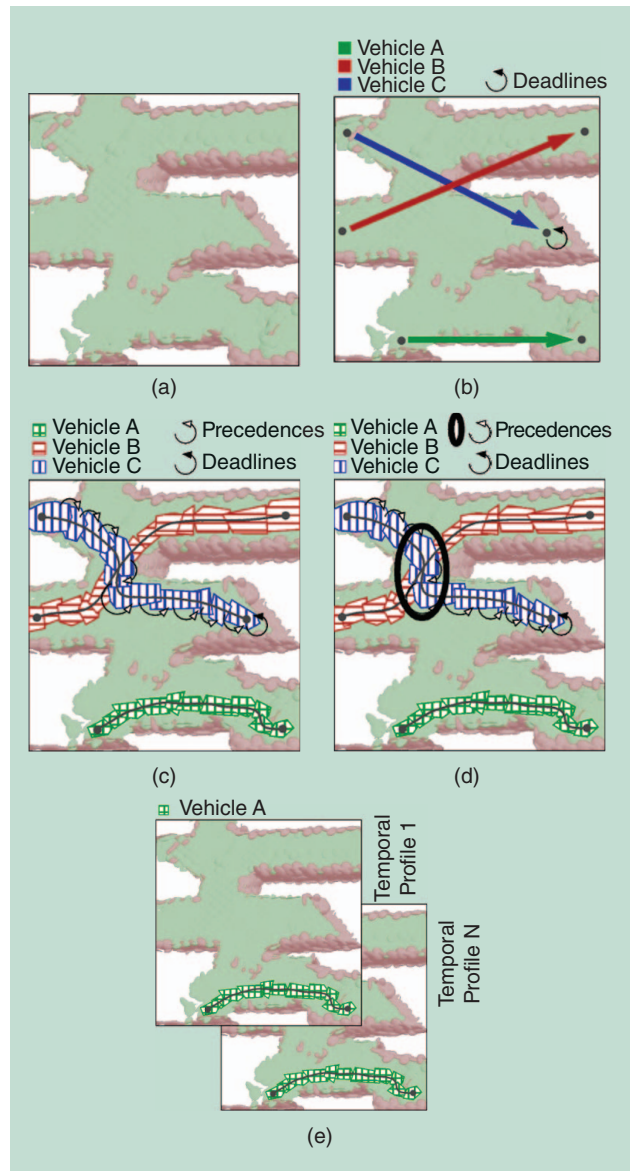 Vehicle A
Vehicle B
Vehicle C
Deadlines
(a)
(b)
Vehicle A
Vehicle B
Vehicle C
Precedences
Deadlines
Vehicle A
Vehicle B
Vehicle C
Precedences
Deadlines
(c)
(d)
Vehicle A
Temporal
Profile 1
Temporal
Profile N
(e)